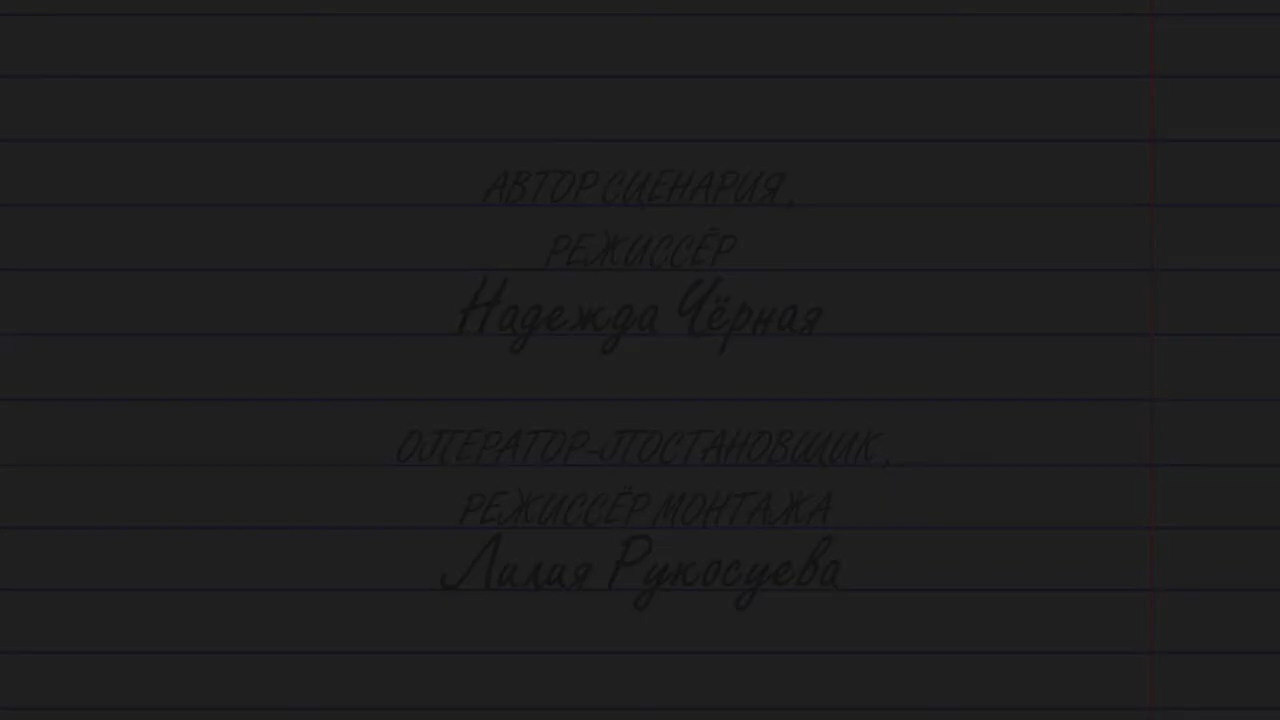 АВТОР СЦЕНАРИЯ,
РЕЖИССЁР
Надежда Чёрная
ОПЕРАТОР-ПОСТАНОВЩИК,
РЕЖИССЁР МОНТАЖА
Лилия Рукосуева